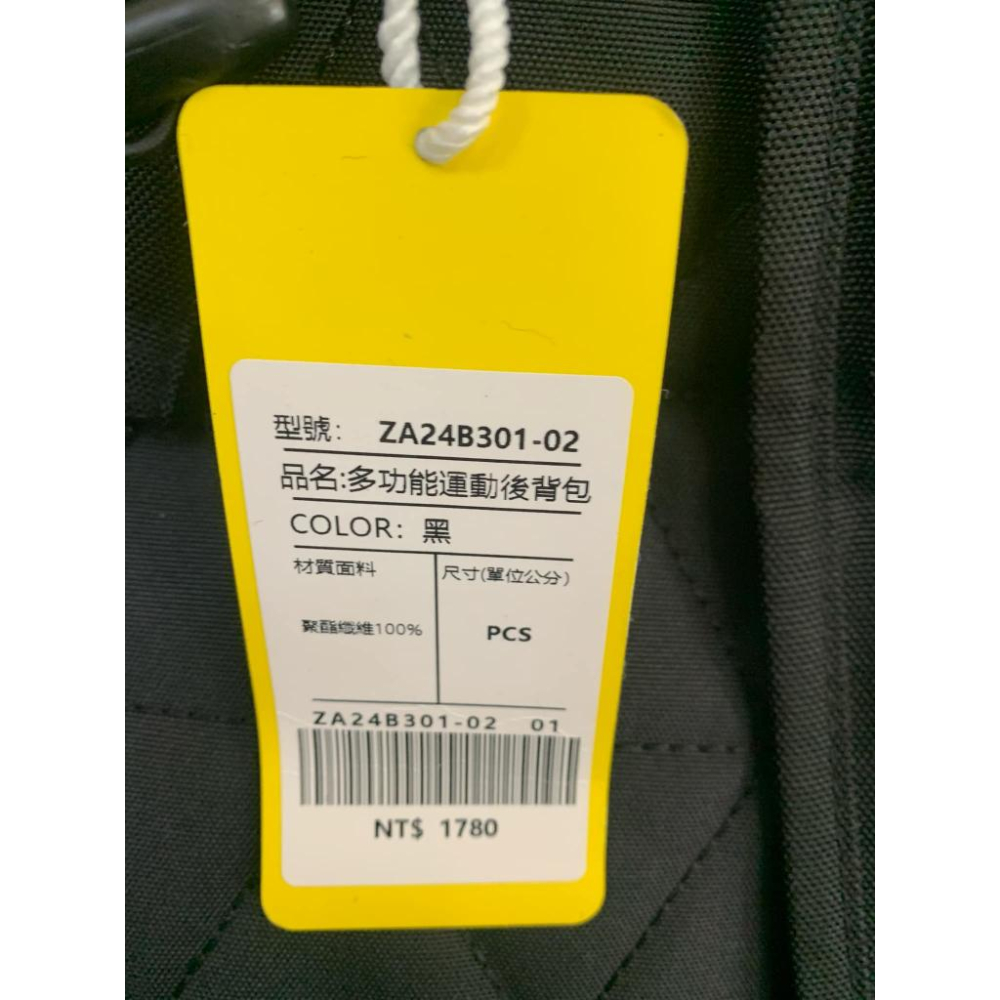 型號: ZA24B301-02
品名:多功能運動後背包
COLOR: 黑
材質面料
尺寸(單位公分)
聚酯纖維100%
PCS
ZA24B301-02 01
NT$ 1780